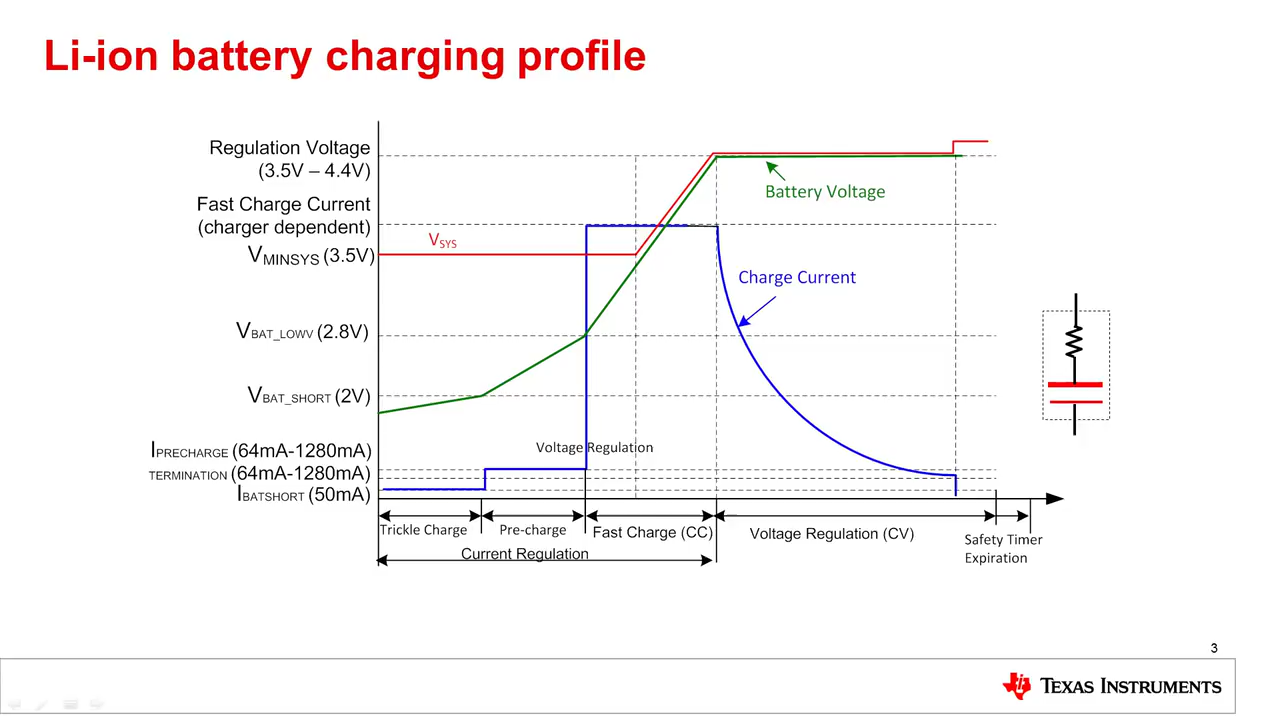 Li-ion battery charging profile
Regulation Voltage
(3.5V – 4.4V)
Fast Charge Current
(charger dependent)
VMINSYS (3.5V)
VBAT_LOWV (2.8V)
VBAT_SHORT (2V)
IPRECHARGE (64mA-1280mA)
TERMINATION (64mA-1280mA)
IBATSHORT (50mA)
VSYS
Battery Voltage
Charge Current
Voltage Regulation
Trickle Charge
Pre-charge
Fast Charge (CC)
Voltage Regulation (CV)
Safety Timer
Expiration
Current Regulation
3
TEXAS INSTRUMENTS